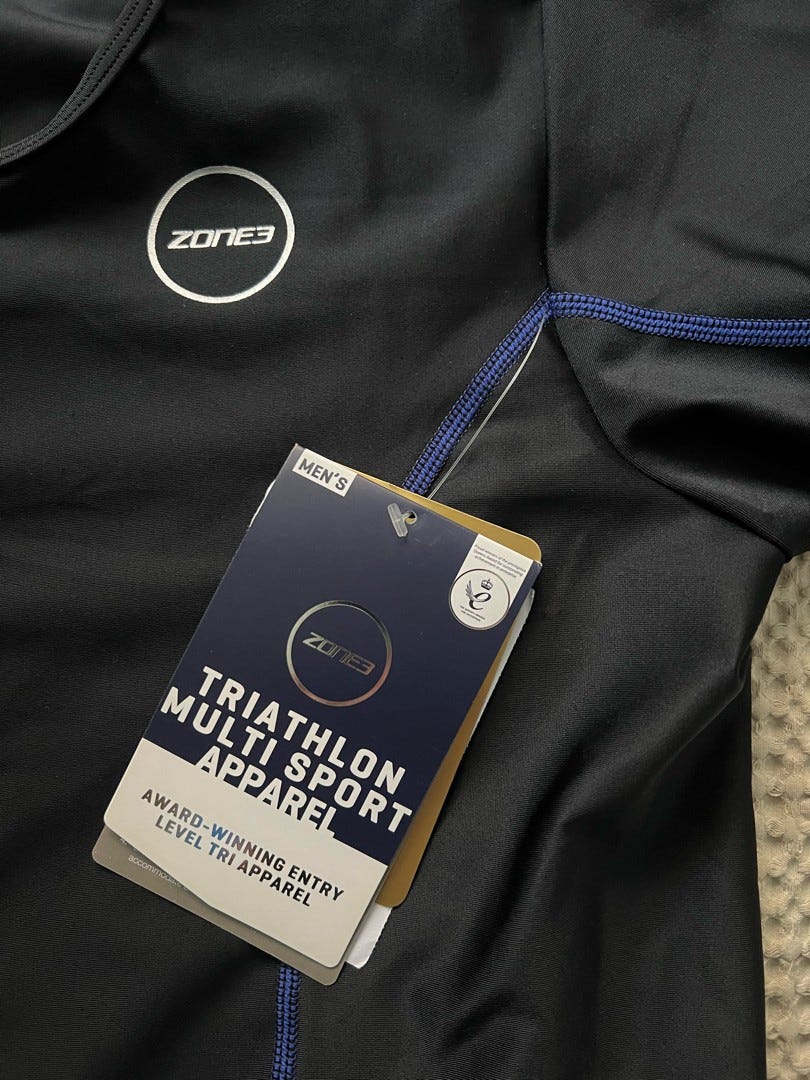 ZONE3
MEN'S
ZONE3
TRIATHLON
MULTI SPORT
APPAREL
AWARD-WINNING ENTRY
LEVEL TRI APPAREL